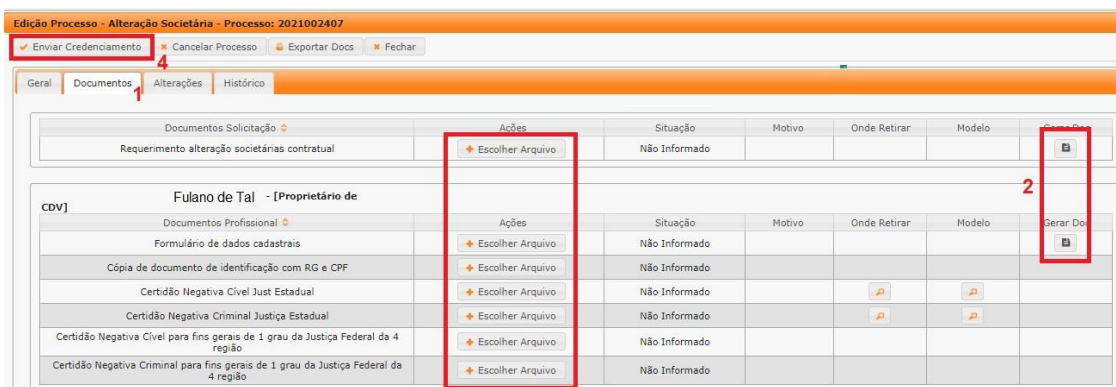 Edição Processo - Alteração Societária - Processo: 2021002407
Enviar Credenciamento Cancelar Processo Exportar Docs Fechar
4
Geral Documentos Alterações Histórico
1
Documentos Solicitação Ações Situação Motivo Onde Retirar Modelo Gerar Doc
Requerimento alteração societárias contratual Escolher Arquivo Não Informado
2
Fulano de Tal - [Proprietário de
CDV]
Documentos Profissional Ações Situação Motivo Onde Retirar Modelo Gerar Doc
Formulário de dados cadastrais Escolher Arquivo Não Informado
Cópia de documento de identificação com RG e CPF Escolher Arquivo Não Informado
Certidão Negativa Cível Just Estadual Escolher Arquivo Não Informado
Certidão Negativa Criminal Justiça Estadual Escolher Arquivo Não Informado
Certidão Negativa Cível para fins gerais de 1 grau da Justiça Federal da 4
região Escolher Arquivo Não Informado
Certidão Negativa Criminal para fins gerais de 1 grau da Justiça Federal da
4 região Escolher Arquivo Não Informado